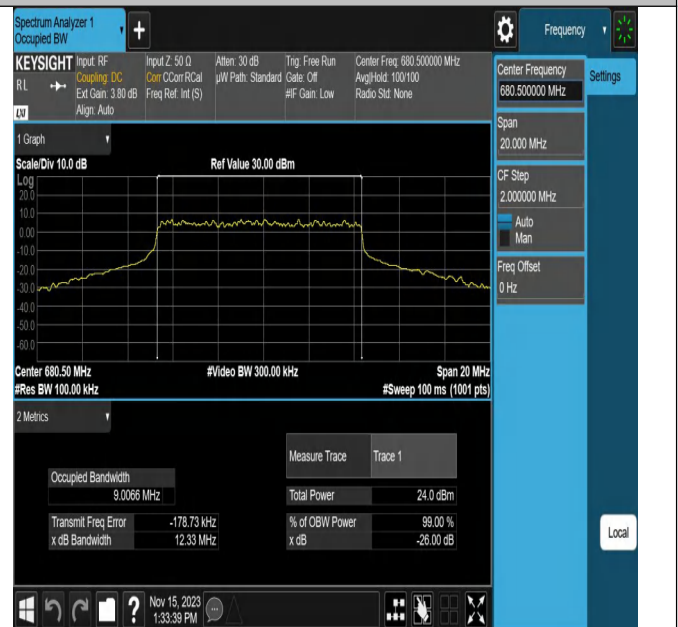 Spectrum Analyzer 1
Occupied BW
Frequency
KEYSIGHT
RL
LXI
Input: RF
Coupling: DC
Ext Gain: 3.80 dB
Align: Auto
Input Z: 50 Ω
Corr CCorr RCal
Freq Ref: Int (S)
Atten: 30 dB
µW Path: Standard
Trig: Free Run
Gate: Off
#IF Gain: Low
Center Freq: 680.500000 MHz
Avg|Hold: 100/100
Radio Std: None
Center Frequency
680.500000 MHz
Settings
Span
20.000 MHz
CF Step
2.000000 MHz
Auto
Man
Freq Offset
0 Hz
Local
1 Graph
Scale/Div 10.0 dB
Ref Value 30.00 dBm
Log
20.0
10.0
0.00
-10.0
-20.0
-30.0
-40.0
-50.0
-60.0
Center 680.50 MHz
#Video BW 300.00 kHz
Span 20 MHz
#Res BW 100.00 kHz
#Sweep 100 ms (1001 pts)
2 Metrics
Measure Trace
Trace 1
Occupied Bandwidth
9.0066 MHz
Total Power
24.0 dBm
Transmit Freq Error
-178.73 kHz
% of OBW Power
99.00 %
x dB Bandwidth
12.33 MHz
x dB
-26.00 dB
Nov 15, 2023
1:33:39 PM